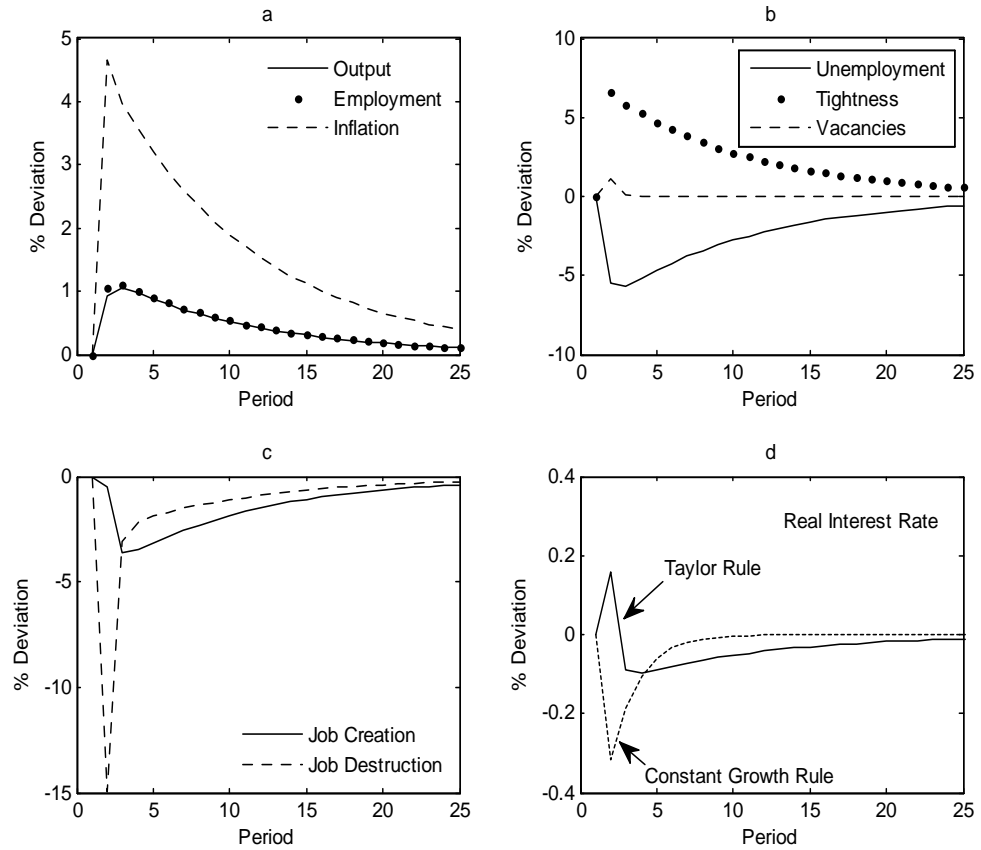 a
5
4
3
2
1
0
0 5 10 15 20 25
% Deviation
Period
Output
Employment
Inflation
b
10
5
0
-5
-10
0 5 10 15 20 25
% Deviation
Period
Unemployment
Tightness
Vacancies
c
0
-5
-10
-15
0 5 10 15 20 25
% Deviation
Period
Job Creation
Job Destruction
d
0.4
0.2
0
-0.2
-0.4
0 5 10 15 20 25
% Deviation
Period
Real Interest Rate
Taylor Rule
Constant Growth Rule